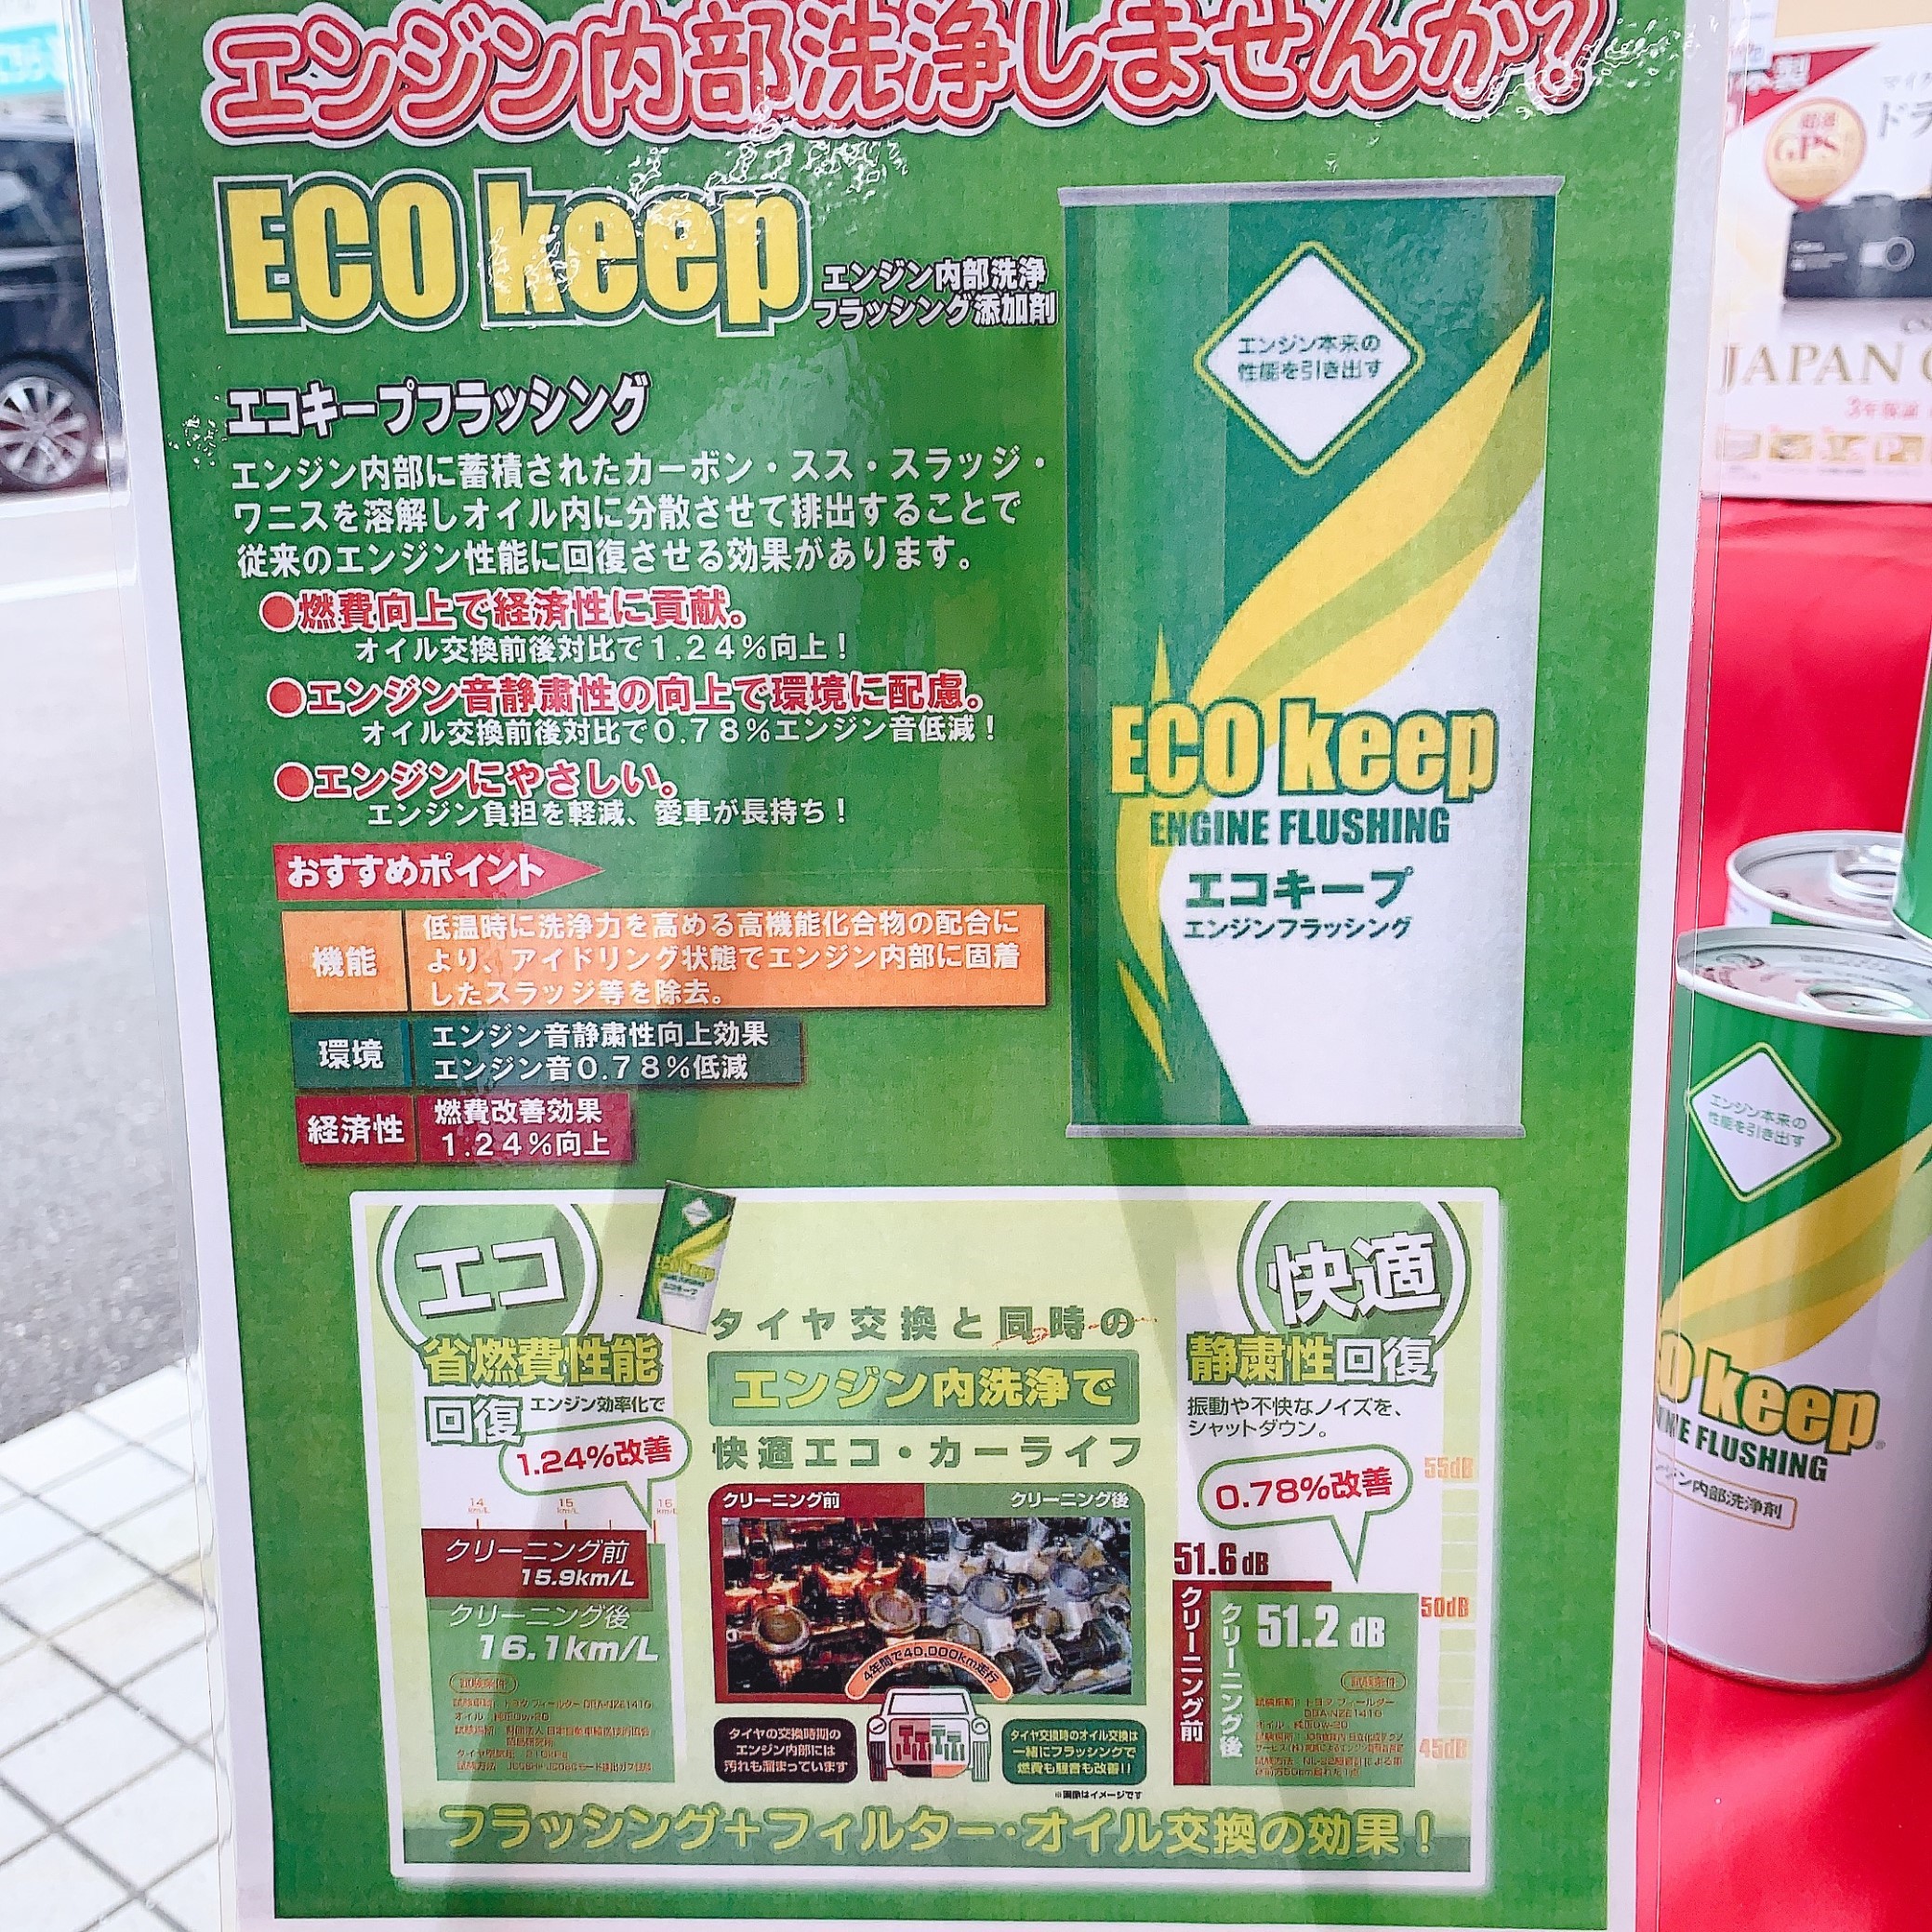 エンジン内部洗浄しませんか?
ECO keep
エンジン内部洗浄
フラッシング添加剤
エコキープフラッシング
エンジン内部に蓄積されたカーボン・スス・スラッジ・
ワニスを溶解しオイル内に分散させて排出することで
従来のエンジン性能に回復させる効果があります。
●燃費向上で経済性に貢献。
オイル交換前後対比で1.24%向上!
●エンジン音静粛性の向上で環境に配慮。
オイル交換前後対比で0.78%エンジン音低減!
●エンジンにやさしい。
エンジン負担を軽減、愛車が長持ち!
おすすめポイント
機能
低温時に洗浄力を高める高機能化合物の配合に
より、アイドリング状態でエンジン内部に固着
したスラッジ等を除去。
環境
エンジン音静粛性向上効果
エンジン音0.78%低減
経済性
燃費改善効果
1.24%向上
エンジン本来の
性能を引き出す
ECO keep
ENGINE FLUSHING
エコキープ
エンジンフラッシング
エコ
省燃費性能
回復
エンジン効率化で
1.24%改善
14
km/L
15
km/L
16
km/L
クリーニング前
15.9km/L
クリーニング後
16.1km/L
試験条件
ECO keep
タイヤ交換と同時の
エンジン内洗浄で
快適エコ・カーライフ
クリーニング前
クリーニング後
4年間で40,000km走行
タイヤの交換時期の
エンジン内部には
汚れも溜まっています
タイヤ交換時のオイル交換は
一緒にフラッシングで
燃費も騒音も改善!!
※画像はイメージです
快適
静粛性回復
振動や不快なノイズを、
シャットダウン。
0.78%改善
55dB
50dB
45dB
51.6dB
クリーニング前
51.2dB
クリーニング後
試験条件
フラッシング+フィルター・オイル交換の効果!
GPS
JAPAN
エンジン本来の
性能を引き出す
keep
FLUSHING
ン内部洗浄剤